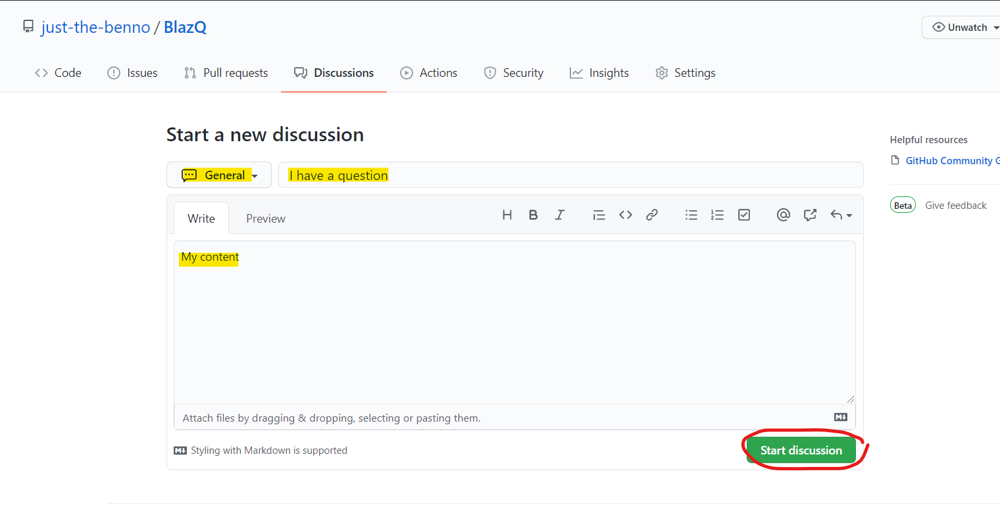 just-the-benno / BlazQ
Unwatch
Code Issues Pull requests Discussions Actions Security Insights Settings
Start a new discussion
General I have a question
Write Preview
My content
Attach files by dragging & dropping, selecting or pasting them.
Styling with Markdown is supported
Start discussion
Helpful resources
GitHub Community
Beta Give feedback